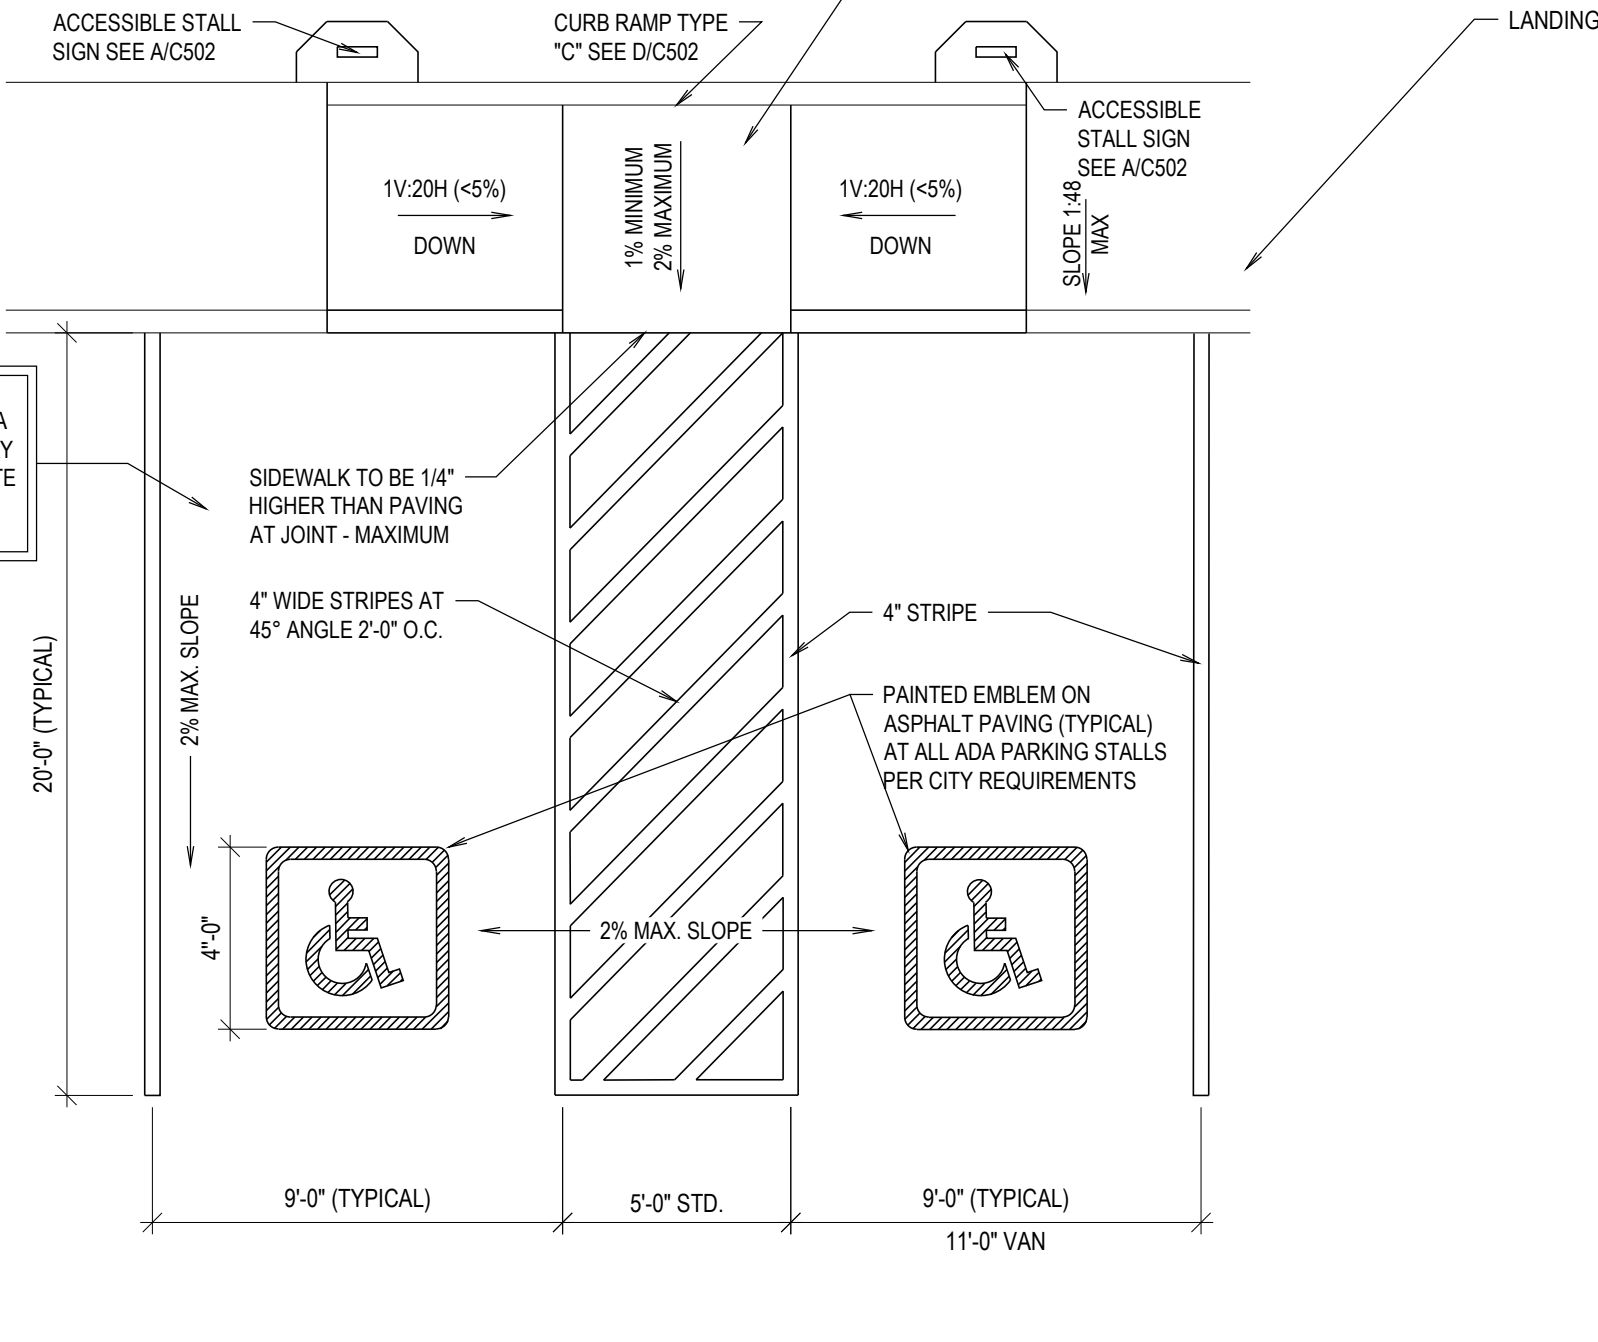 ACCESSIBLE STALL
SIGN SEE A/C502
CURB RAMP TYPE
"C" SEE D/C502
LANDING
ACCESSIBLE
STALL SIGN
SEE A/C502
1V:20H (<5%)
DOWN
1% MINIMUM
2% MAXIMUM
1V:20H (<5%)
DOWN
SLOPE 1:48
MAX
A
Y
TE
SIDEWALK TO BE 1/4"
HIGHER THAN PAVING
AT JOINT - MAXIMUM
4" WIDE STRIPES AT
45° ANGLE 2'-0" O.C.
4" STRIPE
2% MAX. SLOPE
20'-0" (TYPICAL)
PAINTED EMBLEM ON
ASPHALT PAVING (TYPICAL)
AT ALL ADA PARKING STALLS
PER CITY REQUIREMENTS
4"-0"
2% MAX. SLOPE
9'-0" (TYPICAL)
5'-0" STD.
9'-0" (TYPICAL)
11'-0" VAN